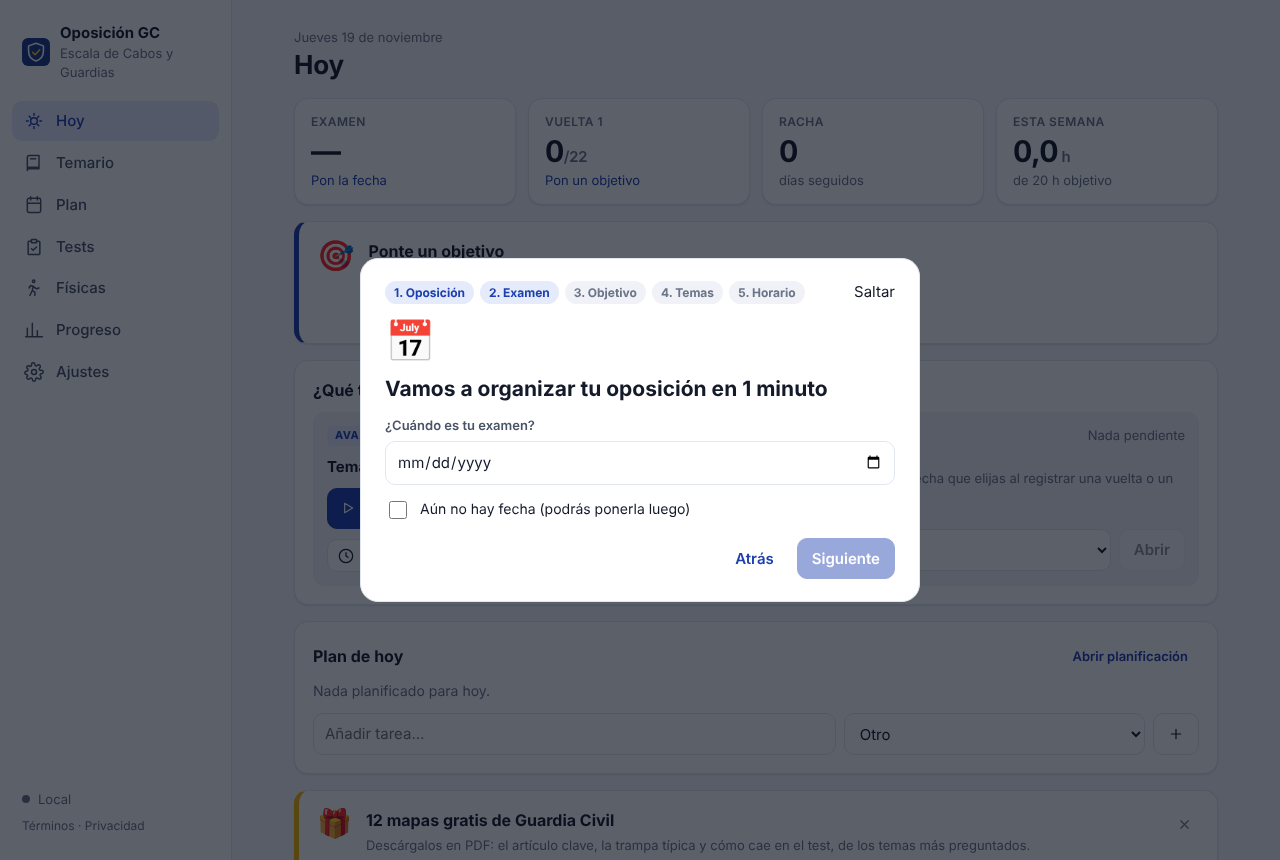 Oposición GC
Escala de Cabos y
Guardias
Hoy
Temario
Plan
Tests
Físicas
Progreso
Ajustes
Local
Términos · Privacidad
Jueves 19 de noviembre
Hoy
EXAMEN
—
Pon la fecha
VUELTA 1
0/22
Pon un objetivo
RACHA
0
días seguidos
ESTA SEMANA
0,0 h
de 20 h objetivo
Ponte un objetivo
1. Oposición
2. Examen
3. Objetivo
4. Temas
5. Horario
Saltar
July
17
Vamos a organizar tu oposición en 1 minuto
¿Cuándo es tu examen?
mm/dd/yyyy
Aún no hay fecha (podrás ponerla luego)
Atrás
Siguiente
¿Qué
Nada pendiente
que elijas al registrar una vuelta o un
Abrir
Plan de hoy
Abrir planificación
Nada planificado para hoy.
Añadir tarea...
Otro
+
12 mapas gratis de Guardia Civil
Descárgalos en PDF: el artículo clave, la trampa típica y cómo cae en el test, de los temas más preguntados.